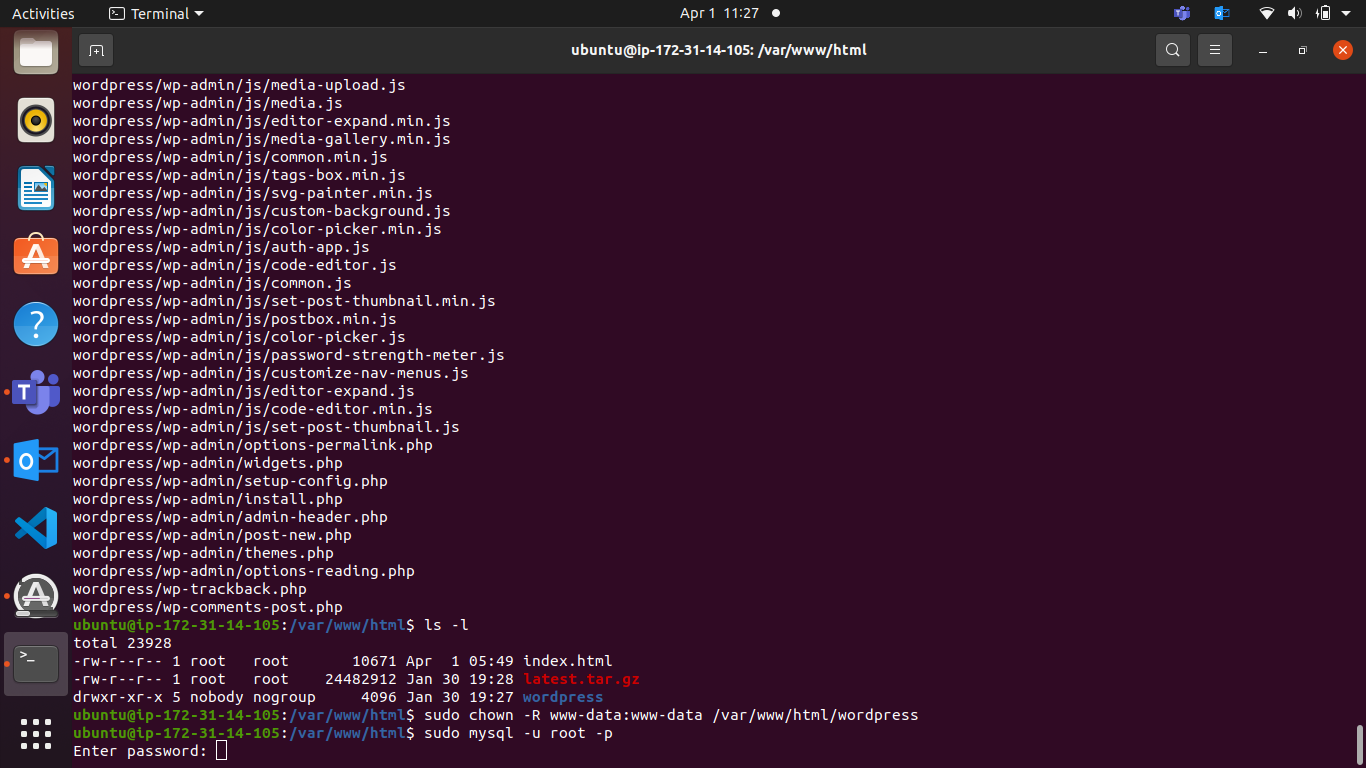 Activities
Terminal
Apr 1 11:27
ubuntu@ip-172-31-14-105: /var/www/html
wordpress/wp-admin/js/media-upload.js
wordpress/wp-admin/js/media.js
wordpress/wp-admin/js/editor-expand.min.js
wordpress/wp-admin/js/media-gallery.min.js
wordpress/wp-admin/js/common.min.js
wordpress/wp-admin/js/tags-box.min.js
wordpress/wp-admin/js/svg-painter.min.js
wordpress/wp-admin/js/custom-background.js
wordpress/wp-admin/js/color-picker.min.js
wordpress/wp-admin/js/auth-app.js
wordpress/wp-admin/js/code-editor.js
wordpress/wp-admin/js/common.js
wordpress/wp-admin/js/set-post-thumbnail.min.js
wordpress/wp-admin/js/postbox.min.js
wordpress/wp-admin/js/color-picker.js
wordpress/wp-admin/js/password-strength-meter.js
wordpress/wp-admin/js/customize-nav-menus.js
wordpress/wp-admin/js/editor-expand.js
wordpress/wp-admin/js/code-editor.min.js
wordpress/wp-admin/js/set-post-thumbnail.js
wordpress/wp-admin/options-permalink.php
wordpress/wp-admin/widgets.php
wordpress/wp-admin/setup-config.php
wordpress/wp-admin/install.php
wordpress/wp-admin/admin-header.php
wordpress/wp-admin/post-new.php
wordpress/wp-admin/themes.php
wordpress/wp-admin/options-reading.php
wordpress/wp-trackback.php
wordpress/wp-comments-post.php
ubuntu@ip-172-31-14-105:/var/www/html$ ls -l
total 23928
-rw-r--r-- 1 root   root       10671 Apr  1 05:49 index.html
-rw-r--r-- 1 root   root    24482912 Jan 30 19:28 latest.tar.gz
drwxr-xr-x 5 nobody nogroup     4096 Jan 30 19:27 wordpress
ubuntu@ip-172-31-14-105:/var/www/html$ sudo chown -R www-data:www-data /var/www/html/wordpress
ubuntu@ip-172-31-14-105:/var/www/html$ sudo mysql -u root -p
Enter password: